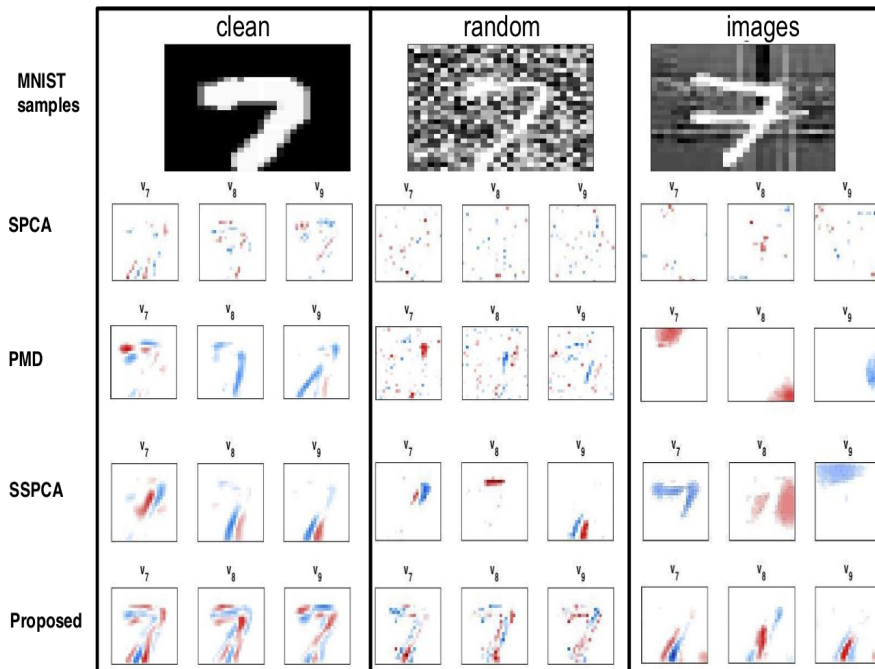 clean random images
MNIST
samples
v7 v8 v9 v7 v8 v9 v7 v8 v9
SPCA
v7 v8 v9 v7 v8 v9 v7 v8 v9
PMD
v7 v8 v9 v7 v8 v9 v7 v8 v9
SSPCA
v7 v8 v9 v7 v8 v9 v7 v8 v9
Proposed